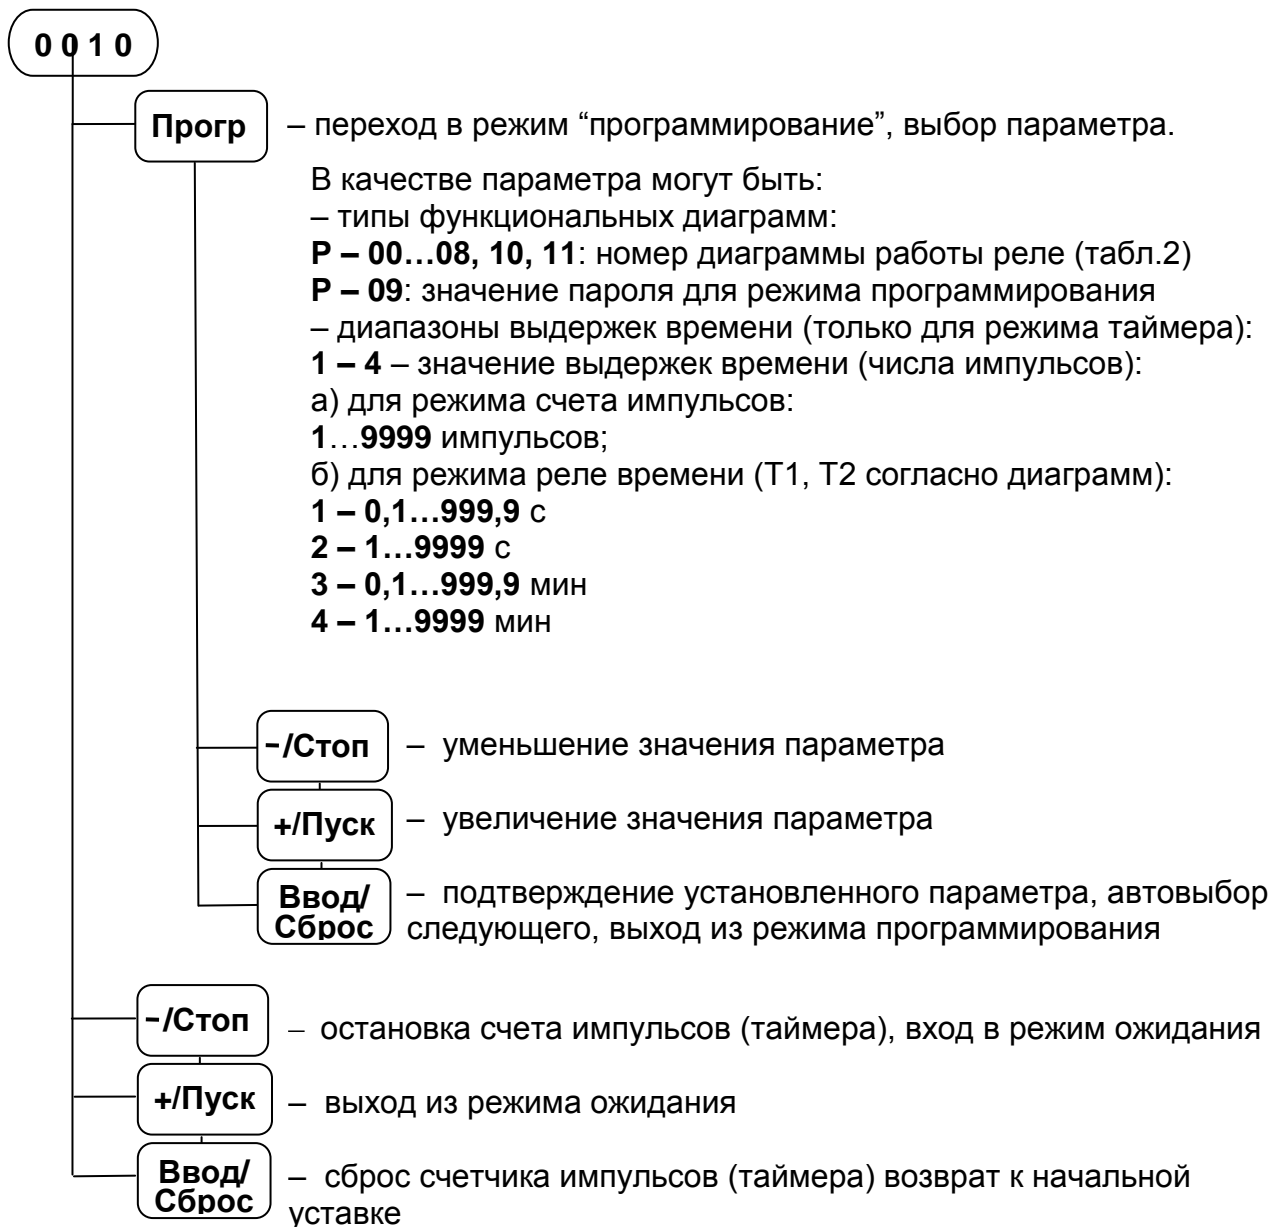 0 0 1 0
Прогр – переход в режим “программирование”, выбор параметра.
В качестве параметра могут быть:
– типы функциональных диаграмм:
Р – 00…08, 10, 11: номер диаграммы работы реле (табл.2)
Р – 09: значение пароля для режима программирования
– диапазоны выдержек времени (только для режима таймера):
1 – 4 – значение выдержек времени (числа импульсов):
а) для режима счета импульсов:
1…9999 импульсов;
б) для режима реле времени (Т1, Т2 согласно диаграмм):
1 – 0,1…999,9 с
2 – 1…9999 с
3 – 0,1…999,9 мин
4 – 1…9999 мин
-/Стоп – уменьшение значения параметра
+/Пуск – увеличение значения параметра
Ввод/ – подтверждение установленного параметра, автовыбор
Сброс следующего, выход из режима программирования
-/Стоп – остановка счета импульсов (таймера), вход в режим ожидания
+/Пуск – выход из режима ожидания
Ввод/ – сброс счетчика импульсов (таймера) возврат к начальной
Сброс уставке